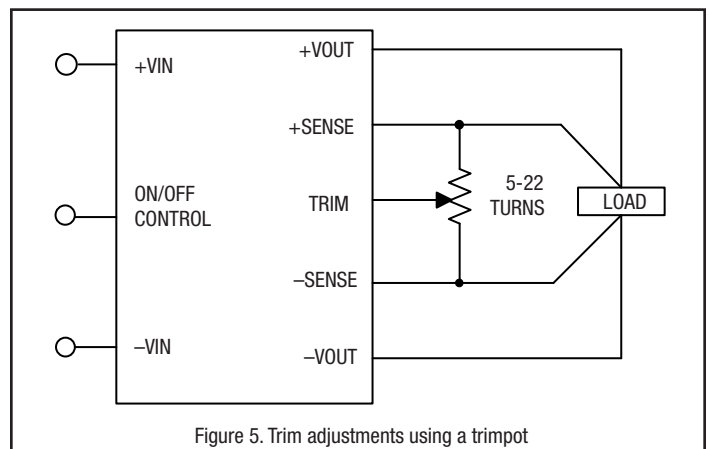 +VIN
ON/OFF
CONTROL
–VIN
+VOUT
+SENSE
TRIM
–SENSE
–VOUT
5-22
TURNS
LOAD
Figure 5. Trim adjustments using a trimpot